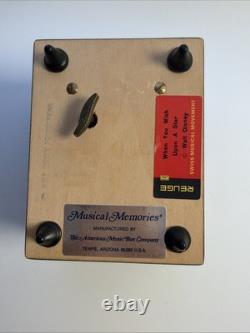 When You Wish
Upon A Star
© Walt Disney
REUGE
SWISS MUSICAL MOVEMENT
Musical Memories®
MANUFACTURED BY
The American Music Box Company
TEMPE, ARIZONA 85282 U.S.A.